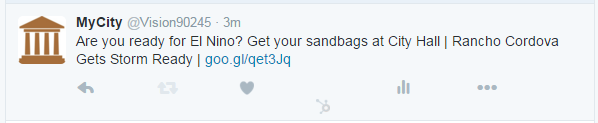 MyCity @Vision90245 · 3m
Are you ready for El Nino? Get your sandbags at City Hall | Rancho Cordova
Gets Storm Ready | goo.gl/qet3Jq